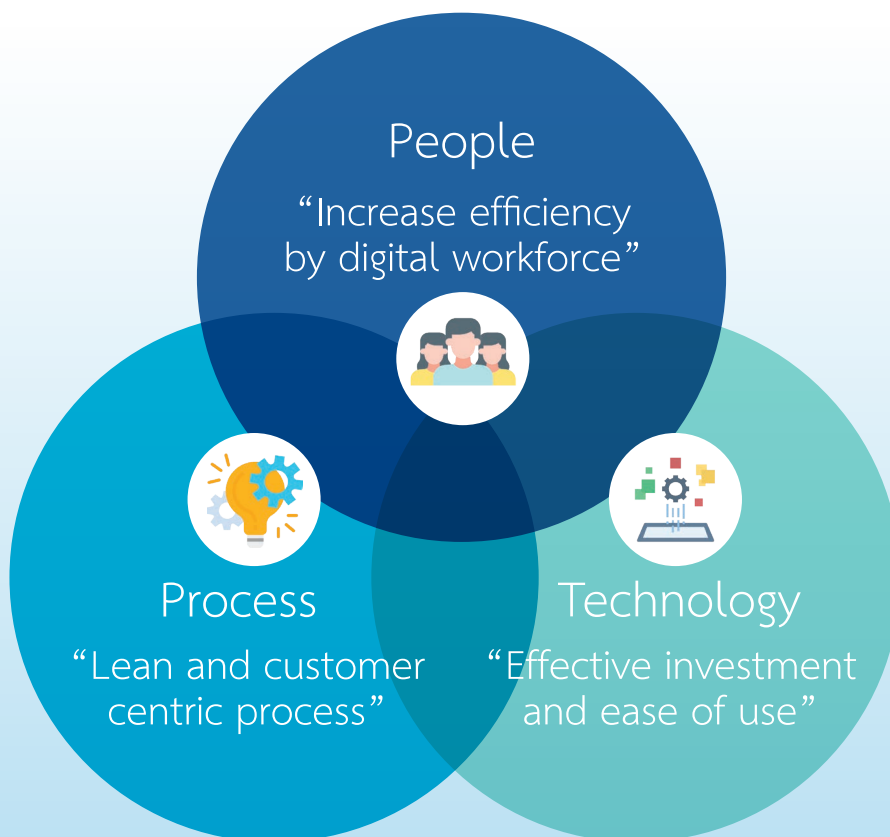 People
“Increase efficiency
by digital workforce”
Process
“Lean and customer
centric process”
Technology
“Effective investment
and ease of use”